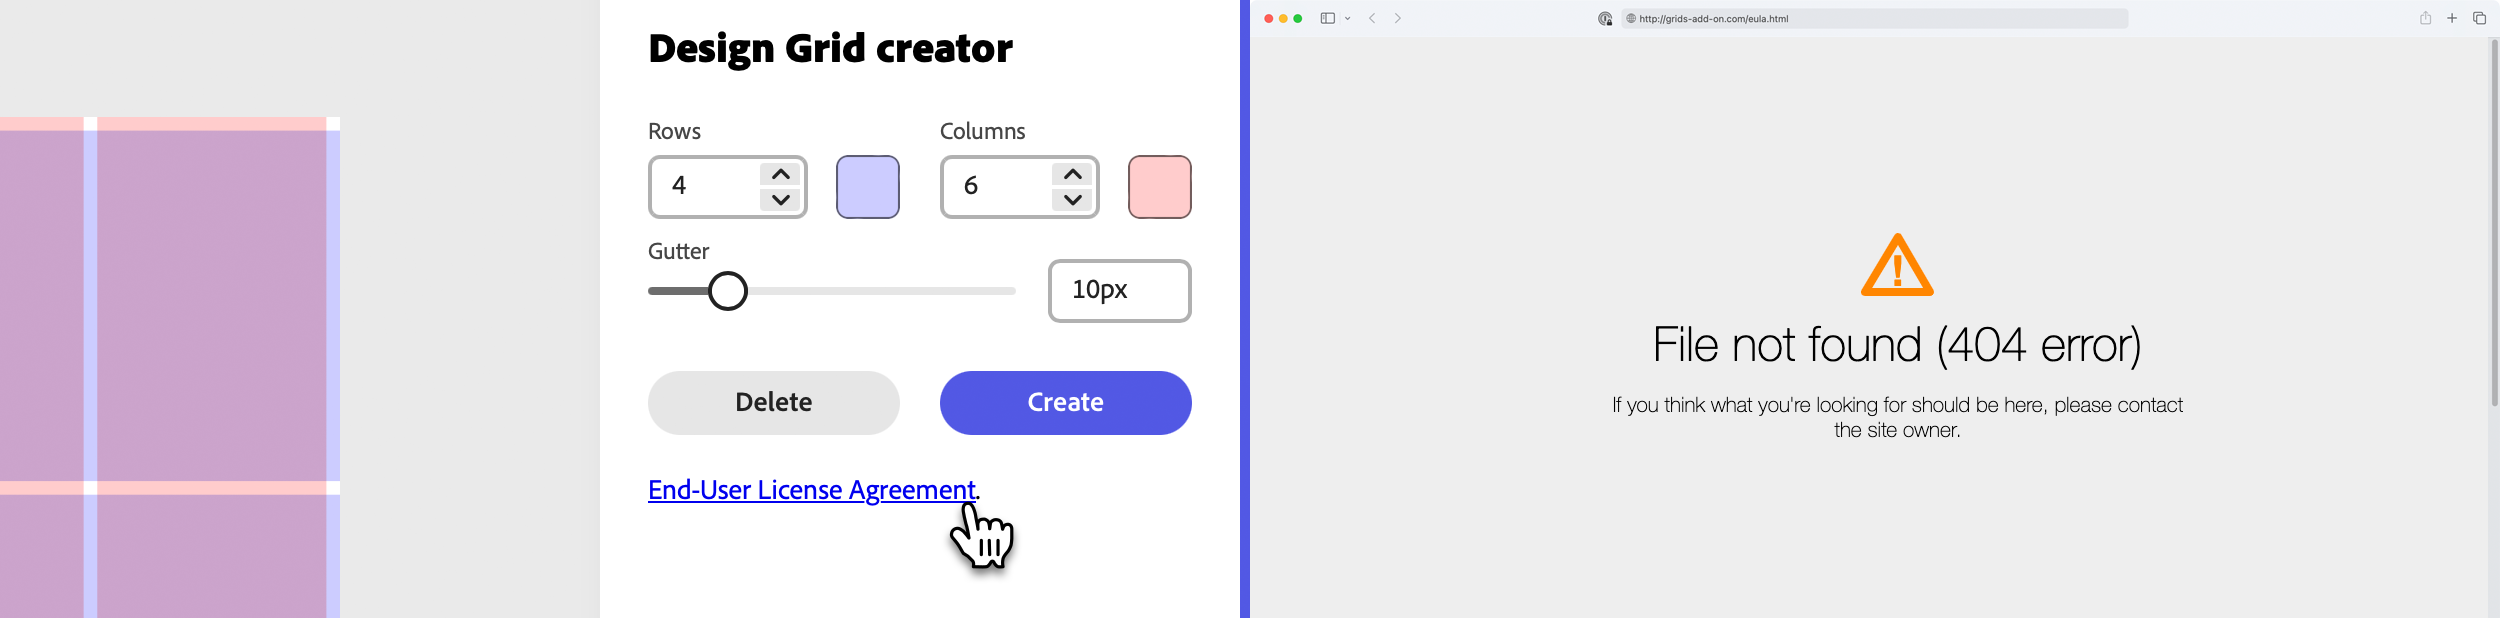 Design Grid creator
Rows
Columns
4
6
Gutter
10px
Delete
Create
End-User License Agreement.
http://grids-add-on.com/eula.html
File not found (404 error)
If you think what you're looking for should be here, please contact
the site owner.